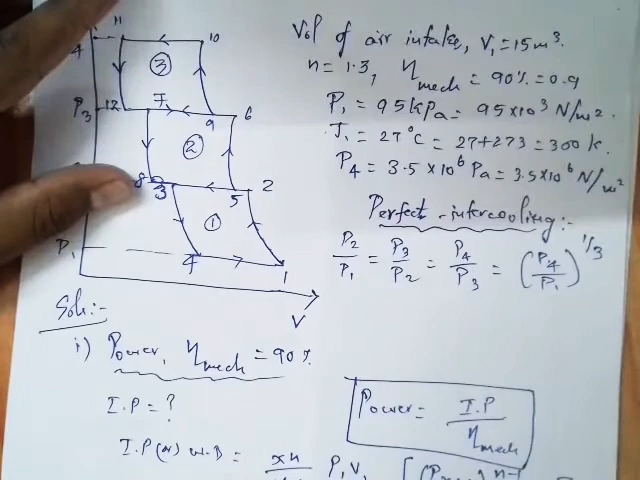 11
4
10
3
P3
12
7
9
6
2
8
3
5
2
1
P1
4
1
V
Vol of air intake, V1 = 15 m³.
n = 1.3, ηmech = 90% = 0.9
P1 = 95 kPa = 95×10³ N/m².
T1 = 27°C = 27+273 = 300 K.
P4 = 3.5×10⁶ Pa = 3.5×10⁶ N/m²
Perfect intercooling:-
P2/P1 = P3/P2 = P4/P3 = (P4/P1)^1/3
Soln:-
i) Power, ηmech = 90%
I.P = ?
Power = I.P/ηmech
I.P (or) W.D = xn P1V1 n-1